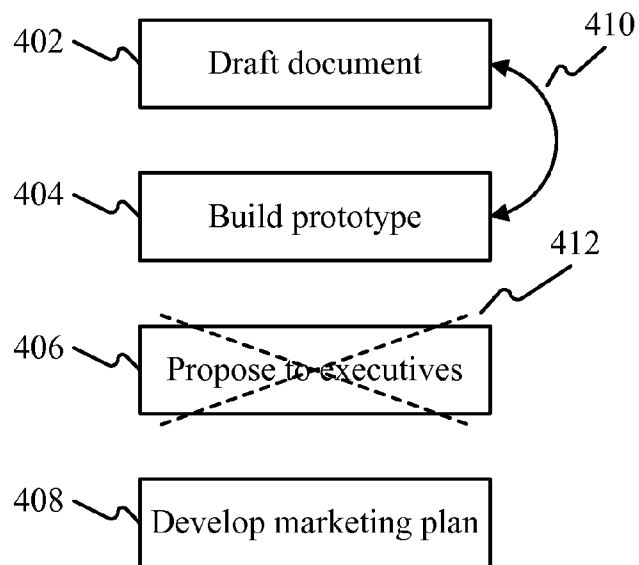 402
Draft document
410
404
Build prototype
412
406
Propose to executives
408
Develop marketing plan